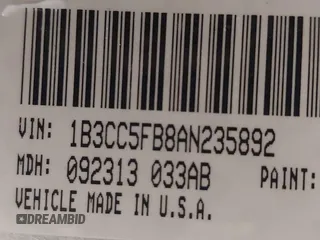 VIN: 1B3CC5FB8AN235892
MDH: 092313 033AB PAINT:
VEHICLE MADE IN U.S.A.
DREAMBID